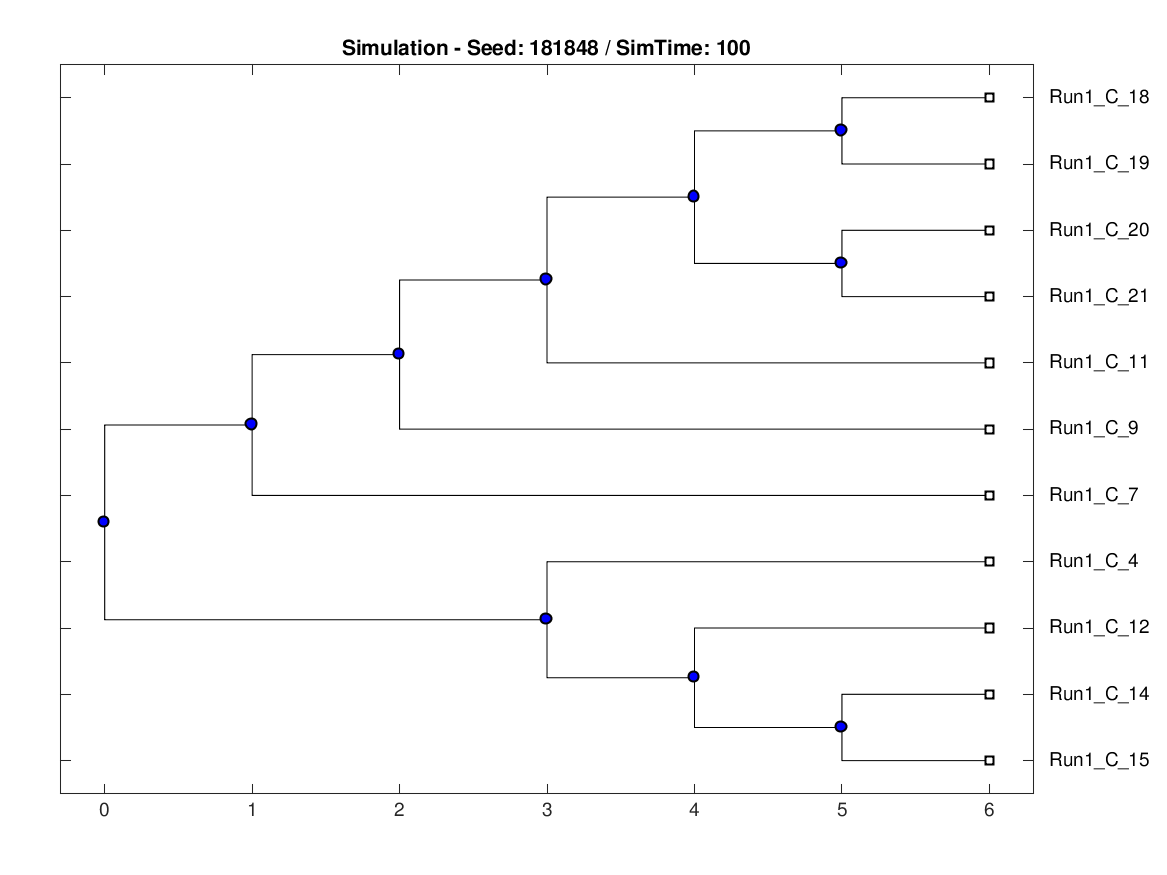 Simulation - Seed: 181848 / SimTime: 100
Run1_C_18
Run1_C_19
Run1_C_20
Run1_C_21
Run1_C_11
Run1_C_9
Run1_C_7
Run1_C_4
Run1_C_12
Run1_C_14
Run1_C_15
0 1 2 3 4 5 6